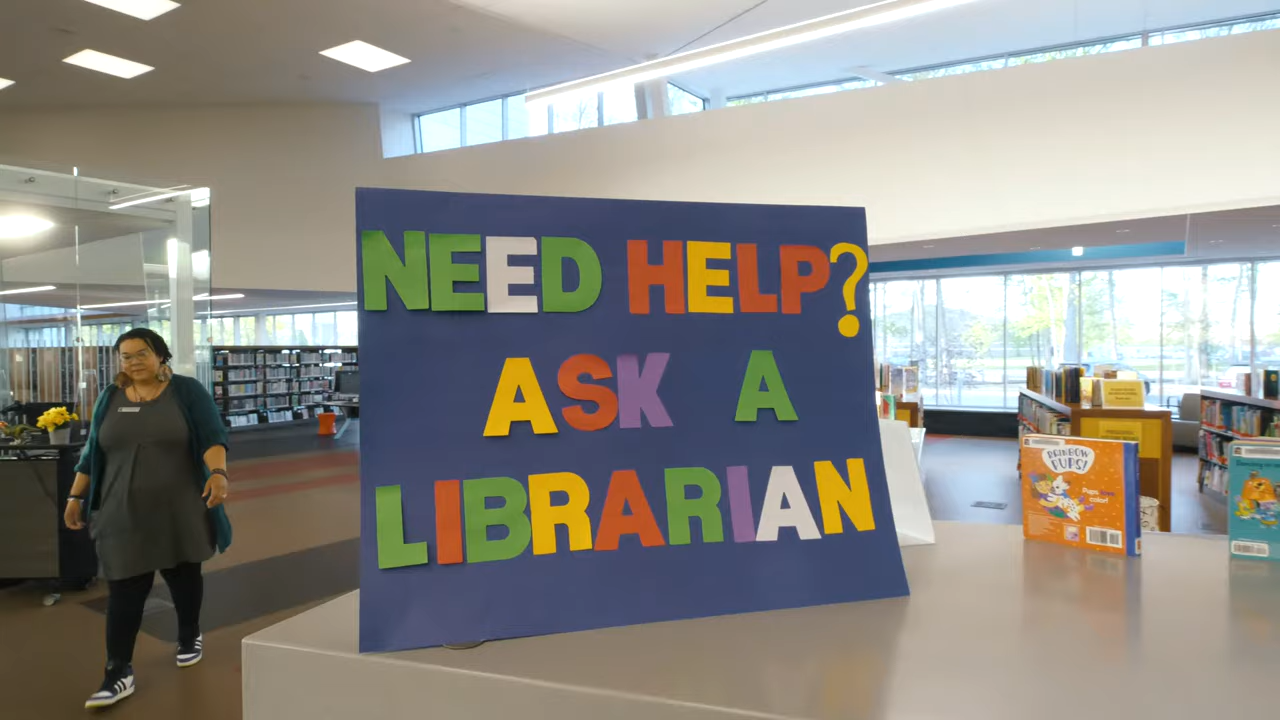 NEED HELP?
ASK A
LIBRARIAN
RAINBOW
PUPS!